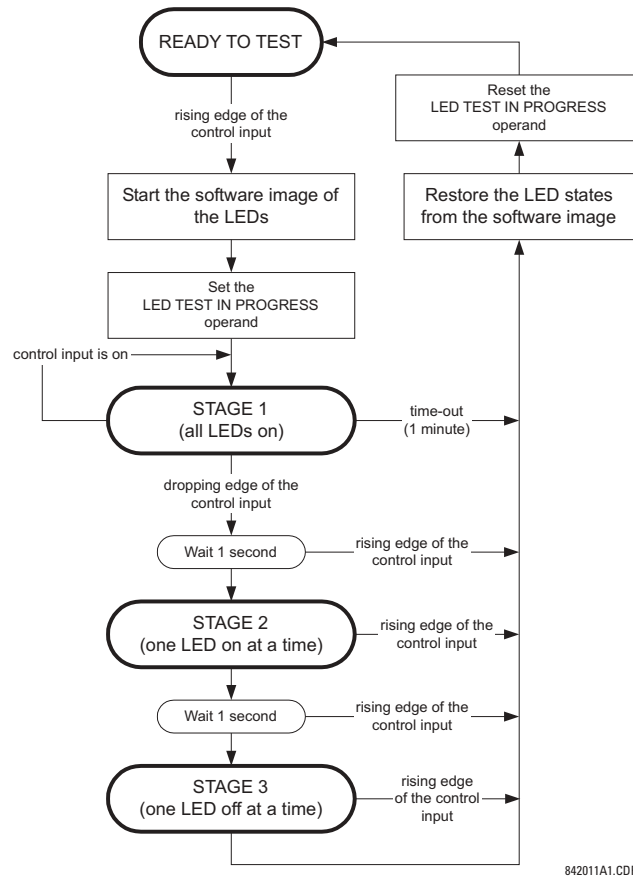 READY TO TEST
rising edge of the
control input
Start the software image of
the LEDs
Set the
LED TEST IN PROGRESS
operand
control input is on
STAGE 1
(all LEDs on)
time-out
(1 minute)
dropping edge of the
control input
Wait 1 second
rising edge of the
control input
STAGE 2
(one LED on at a time)
rising edge of the
control input
Wait 1 second
rising edge of the
control input
STAGE 3
(one LED off at a time)
rising edge
of the control
input
Restore the LED states
from the software image
Reset the
LED TEST IN PROGRESS
operand
842011A1.CDR